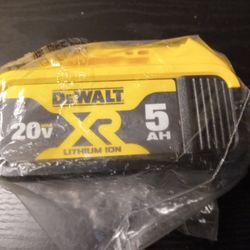 DEWALT
20V XR 5
AH
LITHIUM ION